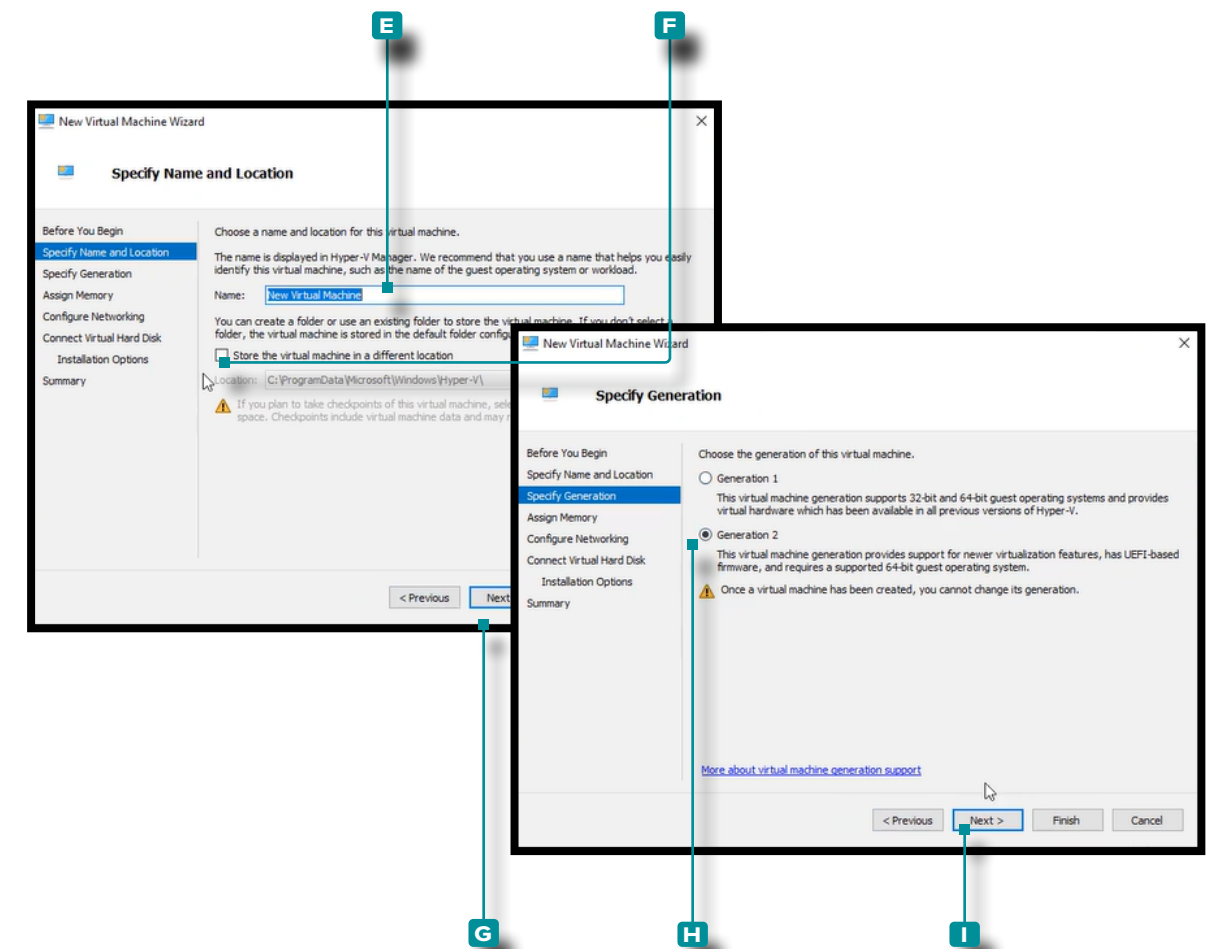 E
F
New Virtual Machine Wizard
Specify Name and Location
Before You Begin
Specify Name and Location
Specify Generation
Assign Memory
Configure Networking
Connect Virtual Hard Disk
Installation Options
Summary
Choose a name and location for this virtual machine.
The name is displayed in Hyper-V Manager. We recommend that you use a name that helps you easily
identify this virtual machine, such as the name of the guest operating system or workload.
Name: New Virtual Machine
You can create a folder or use an existing folder to store the virtual machine. If you don't select a
folder, the virtual machine is stored in the default folder
Store the virtual machine in a different location
Location: C:\ProgramData\Microsoft\Windows\Hyper-V\
If you plan to take checkpoints of this virtual machine,
space. Checkpoints include virtual machine data and may
< Previous
Next
New Virtual Machine Wizard
Specify Generation
Before You Begin
Specify Name and Location
Specify Generation
Assign Memory
Configure Networking
Connect Virtual Hard Disk
Installation Options
Summary
Choose the generation of this virtual machine.
Generation 1
This virtual machine generation supports 32-bit and 64-bit guest operating systems and provides
virtual hardware which has been available in all previous versions of Hyper-V.
Generation 2
This virtual machine generation provides support for newer virtualization features, has UEFI-based
firmware, and requires a supported 64-bit guest operating system.
Once a virtual machine has been created, you cannot change its generation.
More about virtual machine generation support
< Previous
Next >
Finish
Cancel
G
H
I